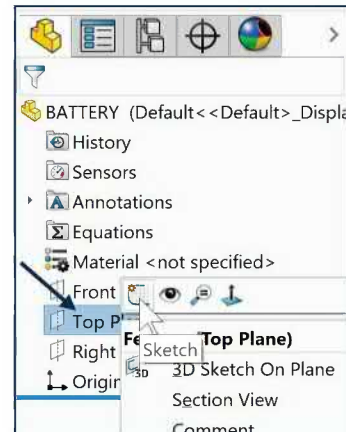 BATTERY (Default<<Default>_Displa
History
Sensors
Annotations
Equations
Material <not specified>
Front
Top P
Fe (Top Plane)
Right
Sketch
3D Sketch On Plane
Origin
Section View
Comment